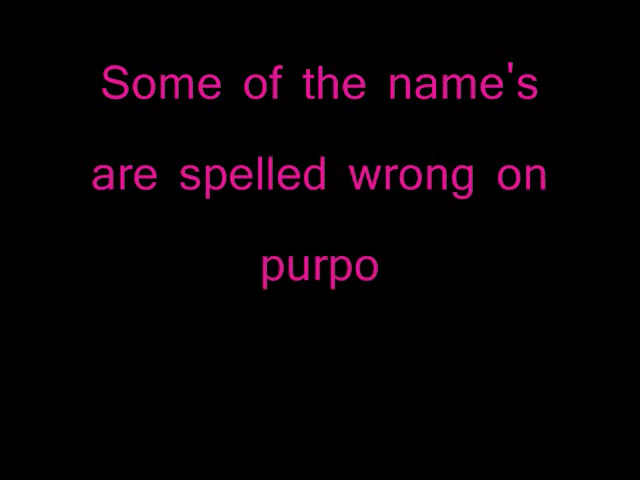 Some of the name's
are spelled wrong on
purpo